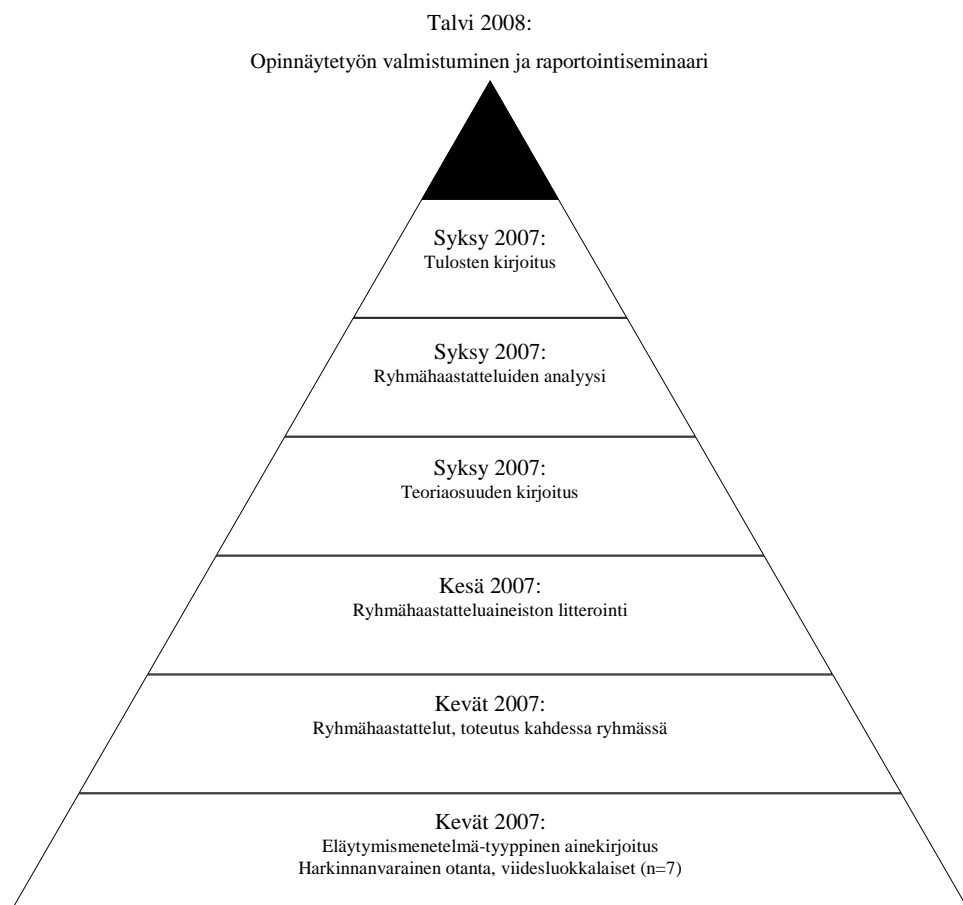 Talvi 2008:
Opinnäytetyön valmistuminen ja raportointiseminaari
Syksy 2007:
Tulosten kirjoitus
Syksy 2007:
Ryhmähaastatteluiden analyysi
Syksy 2007:
Teoriaosuuden kirjoitus
Kesä 2007:
Ryhmähaastatteluaineiston litterointi
Kevät 2007:
Ryhmähaastattelut, toteutus kahdessa ryhmässä
Kevät 2007:
Eläytymismenetelmä-tyyppinen ainekirjoitus
Harkinnanvarainen otanta, viidesluokkalaiset (n=7)